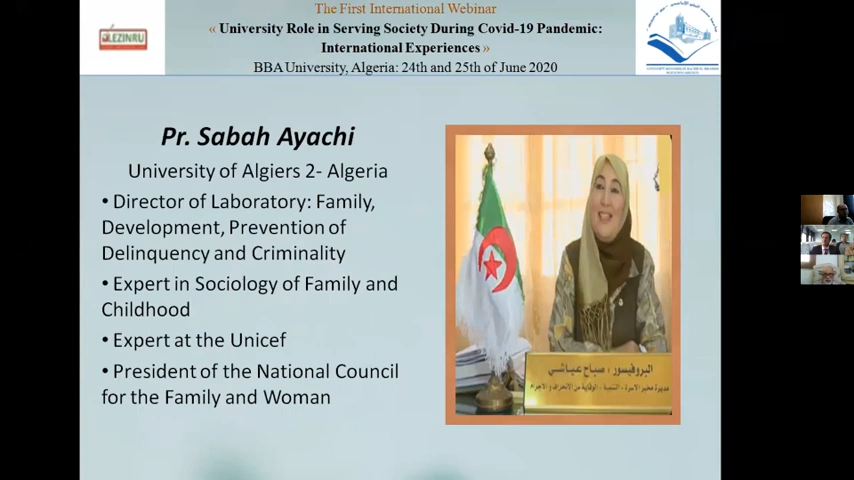 The First International Webinar
« University Role in Serving Society During Covid-19 Pandemic:
International Experiences »
BBA University, Algeria: 24th and 25th of June 2020
Pr. Sabah Ayachi
University of Algiers 2- Algeria
• Director of Laboratory: Family,
Development, Prevention of
Delinquency and Criminality
• Expert in Sociology of Family and
Childhood
• Expert at the Unicef
• President of the National Council
for the Family and Woman
البروفيسور : صباح عياشي
مديرة مخبر الاسرة - التنمية - الوقاية من الانحراف و الاجرام